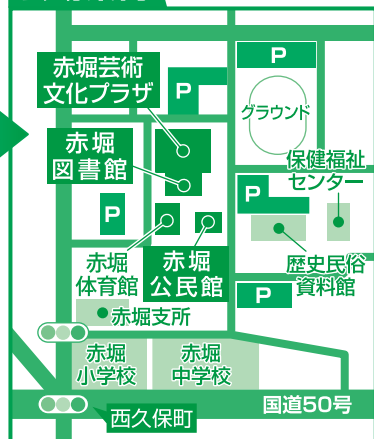 赤堀芸術
文化プラザ
P
P
グラウンド
赤堀
図書館
保健福祉
センター
P
P
赤堀
体育館
赤堀
公民館
歴史民俗
資料館
P
赤堀支所
赤堀
小学校
赤堀
中学校
国道50号
西久保町